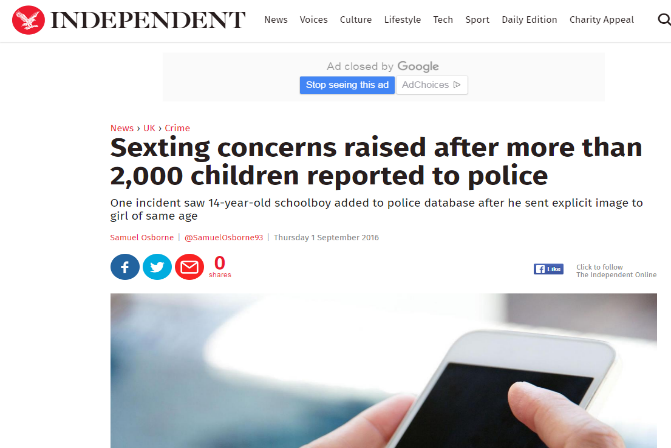 INDEPENDENT
News Voices Culture Lifestyle Tech Sport Daily Edition Charity Appeal
Ad closed by Google
Stop seeing this ad AdChoices
News › UK › Crime
Sexting concerns raised after more than
2,000 children reported to police
One incident saw 14-year-old schoolboy added to police database after he sent explicit image to
girl of same age
Samuel Osborne | @SamuelOsborne93 | Thursday 1 September 2016
0
shares
Like
Click to follow
The Independent Online